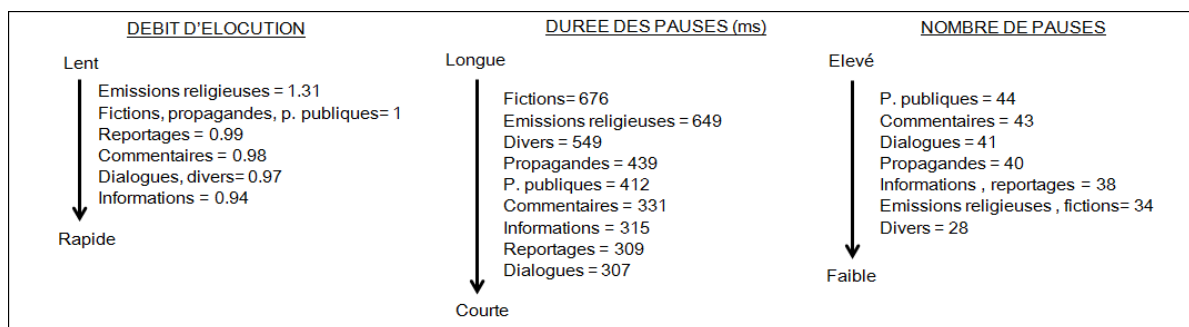 DEBIT D'ELOCUTION
Lent
Emissions religieuses = 1.31
Fictions, propagandes, p. publiques= 1
Reportages = 0.99
Commentaires = 0.98
Dialogues, divers= 0.97
Informations = 0.94
Rapide
DUREE DES PAUSES (ms)
Longue
Fictions= 676
Emissions religieuses = 649
Divers = 549
Propagandes = 439
P. publiques = 412
Commentaires = 331
Informations = 315
Reportages = 309
Dialogues = 307
Courte
NOMBRE DE PAUSES
Elevé
P. publiques = 44
Commentaires = 43
Dialogues = 41
Propagandes = 40
Informations , reportages = 38
Emissions religieuses , fictions= 34
Divers = 28
Faible